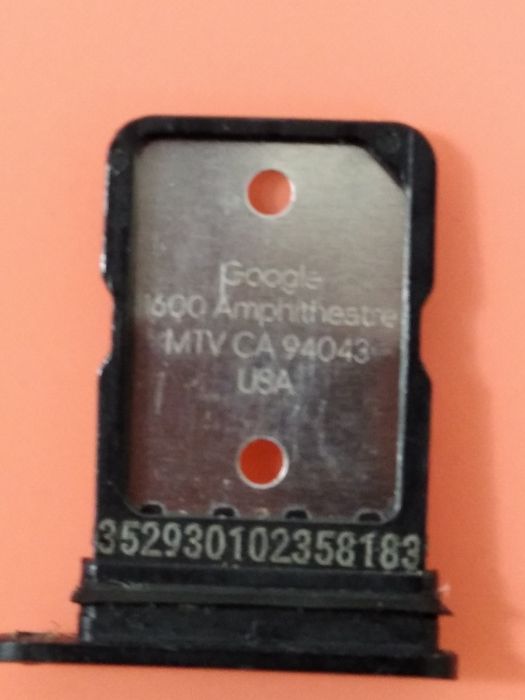 Google
1600 Amphitheatre
MTV CA 94043
USA
352930102358183